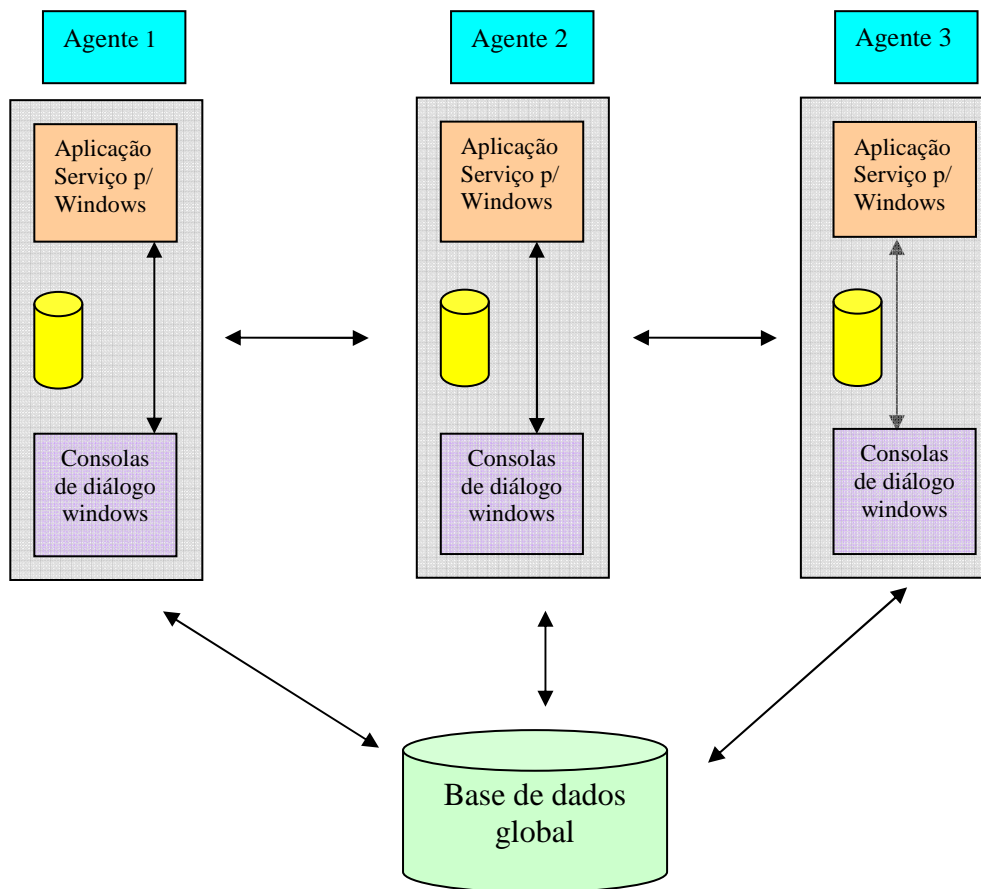 Agente 1
Agente 2
Agente 3
Aplicação
Serviço p/
Windows
Aplicação
Serviço p/
Windows
Aplicação
Serviço p/
Windows
Consolas
de diálogo
windows
Consolas
de diálogo
windows
Consolas
de diálogo
windows
Base de dados
global